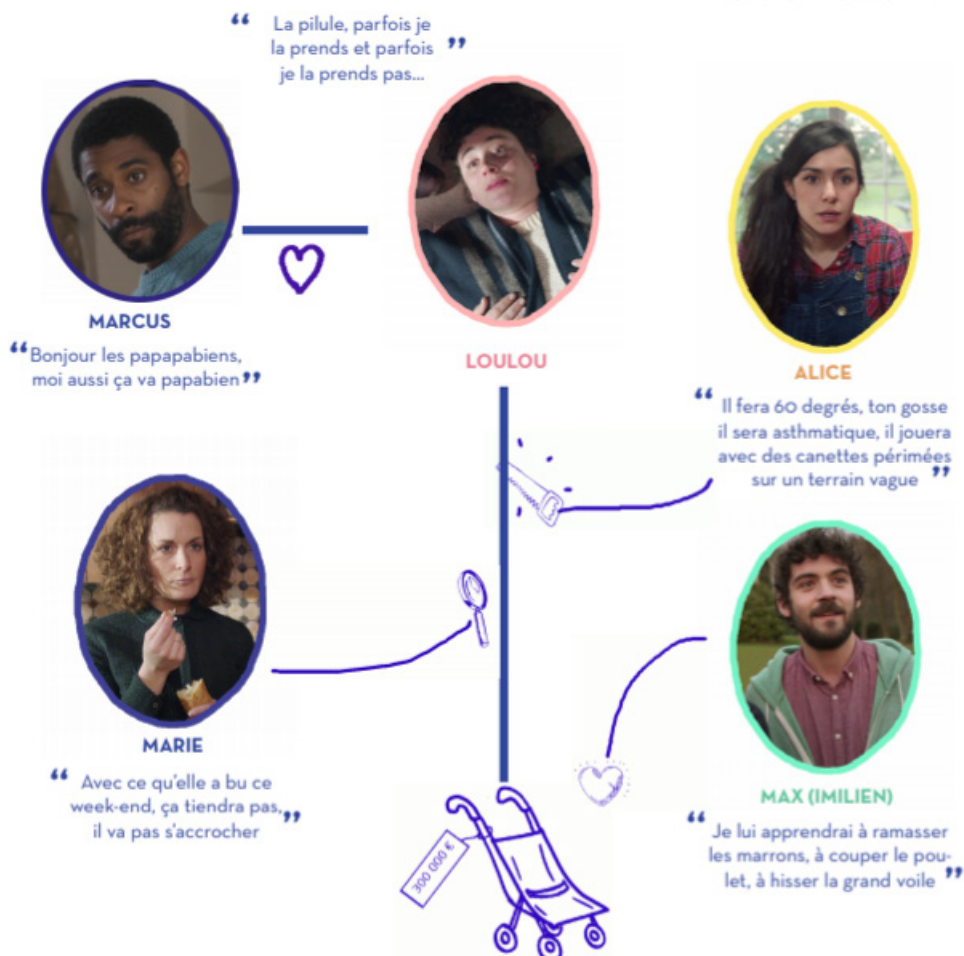 “ La pilule, parfois je
la prends et parfois ”
je la prends pas...
MARCUS
“ Bonjour les papapabiens,
moi aussi ça va papabien ”
LOULOU
ALICE
“ Il fera 60 degrés, ton gosse
il sera asthmatique, il jouera
avec des canettes périmées
sur un terrain vague ”
MARIE
“ Avec ce qu'elle a bu ce
week-end, ça tiendra pas, ”
il va pas s'accrocher
MAX (IMILIEN)
“ Je lui apprendrai à ramasser
les marrons, à couper le pou-
let, à hisser la grand voile ”
300 000 €